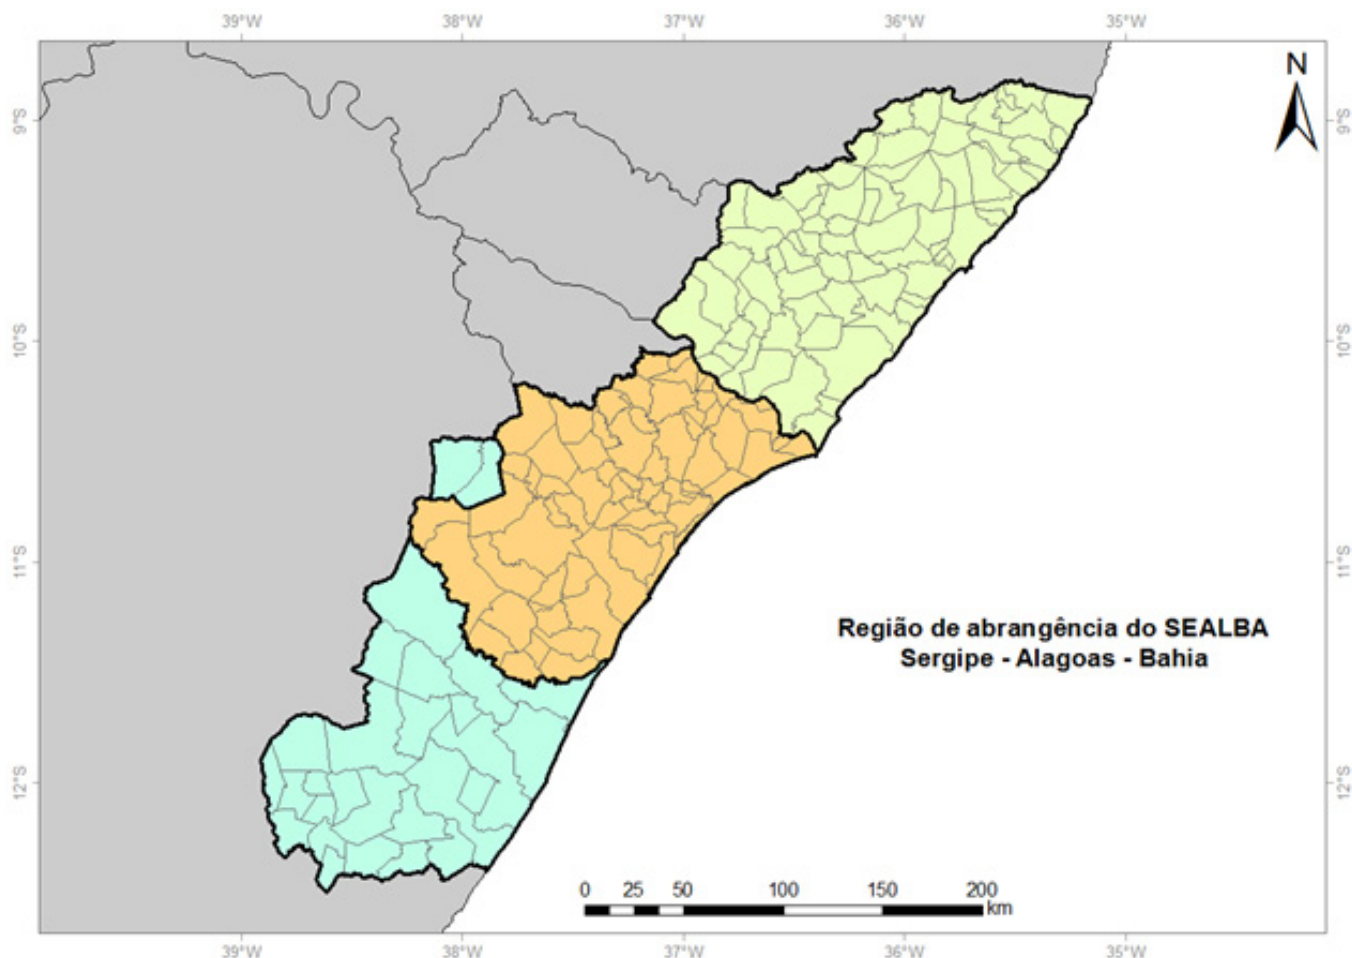 39°W 38°W 37°W 36°W 35°W
N
9°S 9°S
10°S 10°S
11°S 11°S
Região de abrangência do SEALBA
Sergipe - Alagoas - Bahia
12°S 12°S
0 25 50 100 150 200
km
39°W 38°W 37°W 36°W 35°W